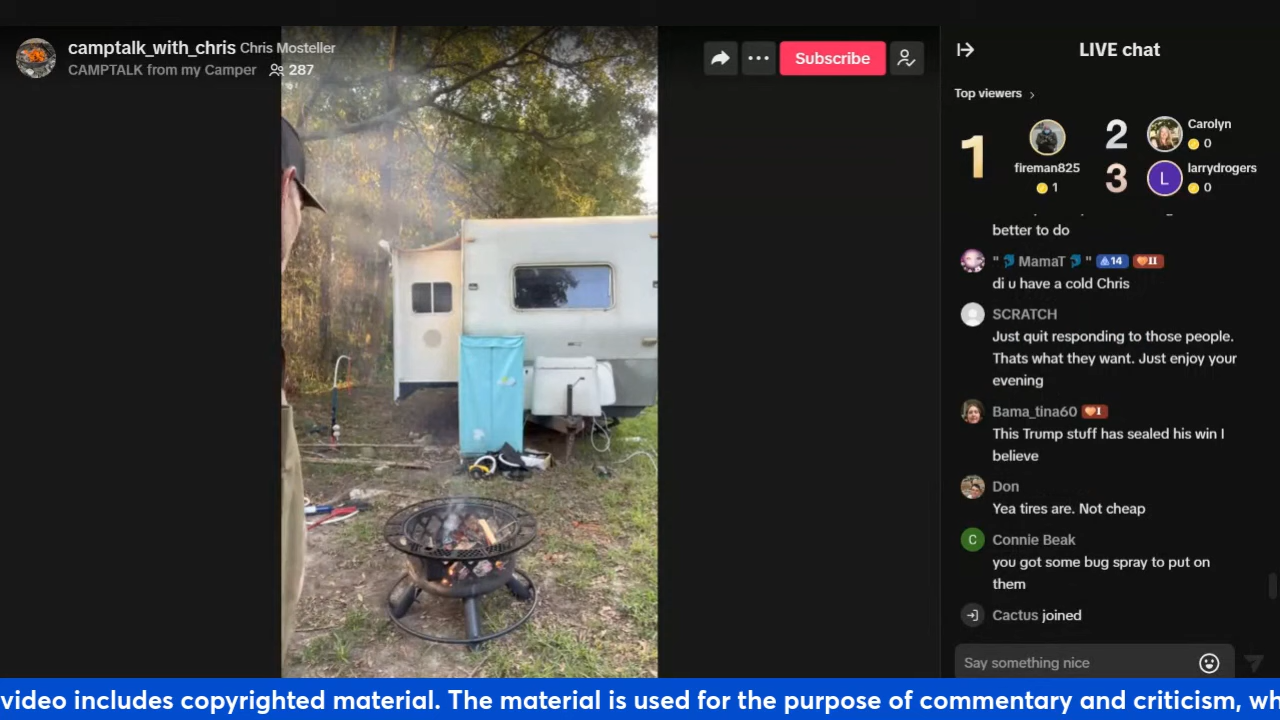 camptalk_with_chris Chris Mosteller
CAMPTALK from my Camper 287
Subscribe
LIVE chat
Top viewers >
1
fireman825
1
2
Carolyn
0
3
L
larrydrogers
0
better to do
" MamaT " 14 II
di u have a cold Chris
SCRATCH
Just quit responding to those people.
Thats what they want. Just enjoy your
evening
Bama_tina60 I
This Trump stuff has sealed his win I
believe
Don
Yea tires are. Not cheap
C Connie Beak
you got some bug spray to put on
them
Cactus joined
Say something nice
video includes copyrighted material. The material is used for the purpose of commentary and criticism, wh